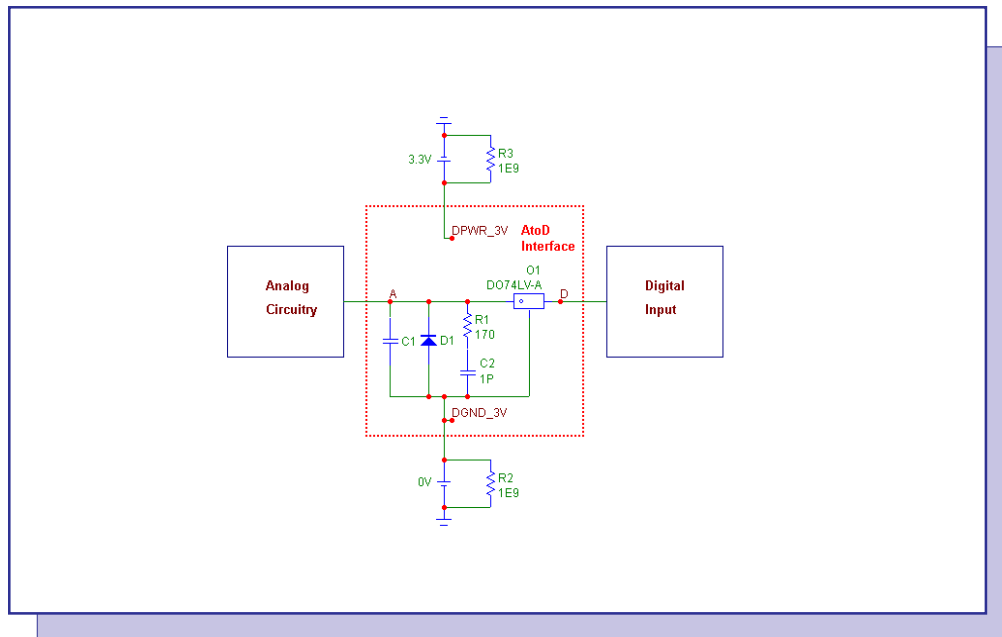 3.3V
R3
1E9
DPWR_3V
AtoD
Interface
Analog
Circuitry
A
O1
DO74LV-A
D
Digital
Input
C1
D1
R1
170
C2
1P
DGND_3V
0V
R2
1E9